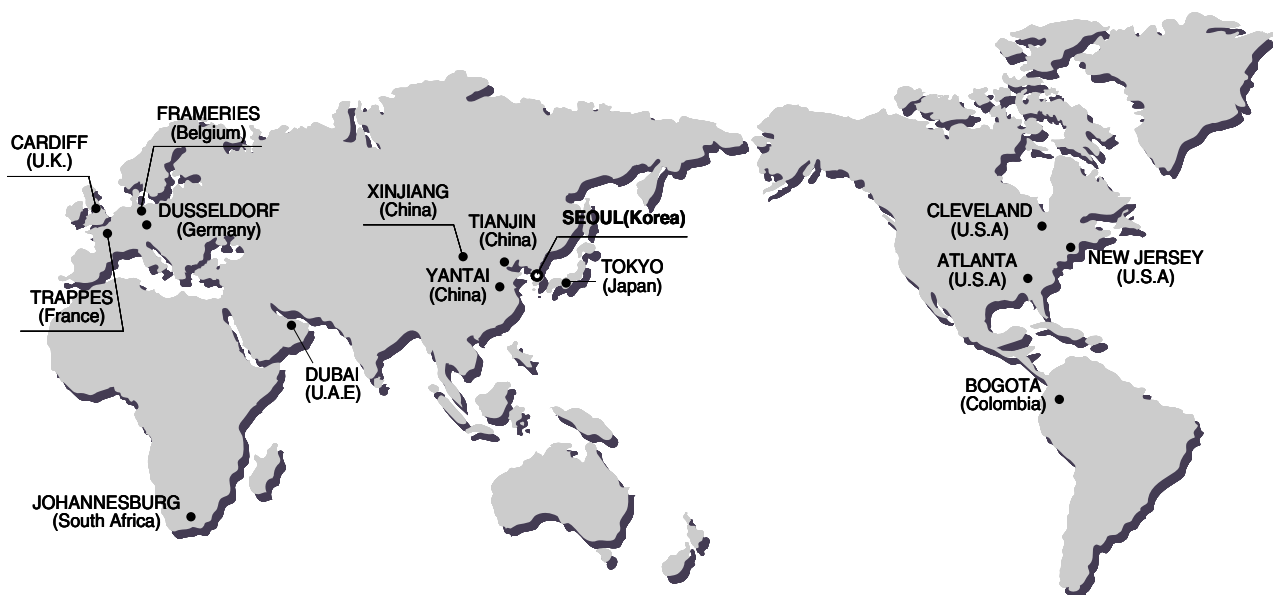 FRAMERIES
(Belgium)
CARDIFF
(U.K.)
DUSSELDORF
(Germany)
XINJIANG
(China)
TIANJIN
(China)
SEOUL(Korea)
YANTAI
(China)
TOKYO
(Japan)
TRAPPES
(France)
DUBAI
(U.A.E)
JOHANNESBURG
(South Africa)
CLEVELAND
(U.S.A)
NEW JERSEY
(U.S.A)
ATLANTA
(U.S.A)
BOGOTA
(Colombia)